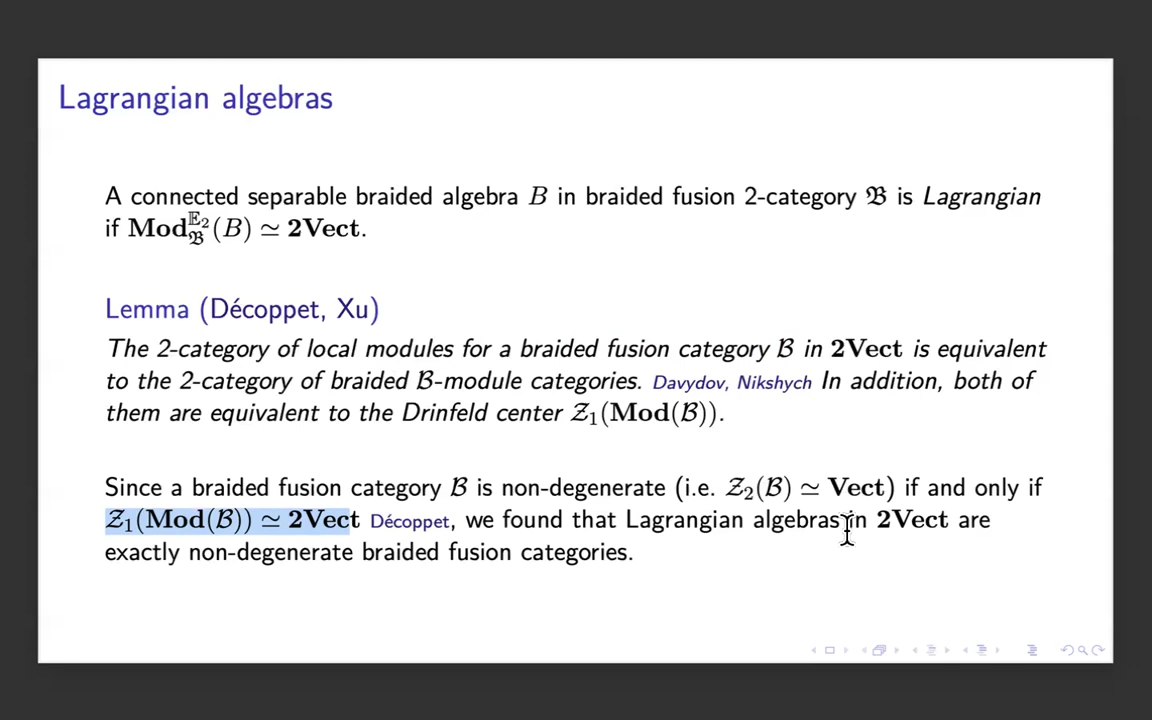 Lagrangian algebras
A connected separable braided algebra B in braided fusion 2-category 𝔅 is Lagrangian
if Mod^{𝔼₂}_𝔅(B) ≃ 2Vect.
Lemma (Décoppet, Xu)
The 2-category of local modules for a braided fusion category ℬ in 2Vect is equivalent
to the 2-category of braided ℬ-module categories. Davydov, Nikshych In addition, both of
them are equivalent to the Drinfeld center 𝒵₁(Mod(ℬ)).
Since a braided fusion category ℬ is non-degenerate (i.e. 𝒵₂(ℬ) ≃ Vect) if and only if
𝒵₁(Mod(ℬ)) ≃ 2Vect Décoppet, we found that Lagrangian algebras in 2Vect are
exactly non-degenerate braided fusion categories.